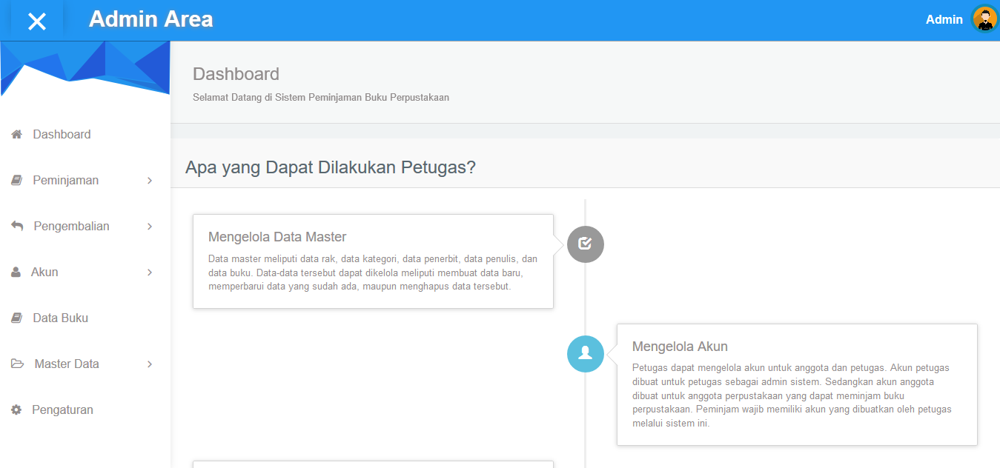 Admin Area
Admin
Dashboard
Peminjaman
Pengembalian
Akun
Data Buku
Master Data
Pengaturan
Dashboard
Selamat Datang di Sistem Peminjaman Buku Perpustakaan
Apa yang Dapat Dilakukan Petugas?
Mengelola Data Master
Data master meliputi data rak, data kategori, data penerbit, data penulis, dan
data buku. Data-data tersebut dapat dikelola meliputi membuat data baru,
memperbarui data yang sudah ada, maupun menghapus data tersebut.
Mengelola Akun
Petugas dapat mengelola akun untuk anggota dan petugas. Akun petugas
dibuat untuk petugas sebagai admin sistem. Sedangkan akun anggota
dibuat untuk anggota perpustakaan yang dapat meminjam buku
perpustakaan. Peminjam wajib memiliki akun yang dibuatkan oleh petugas
melalui sistem ini.